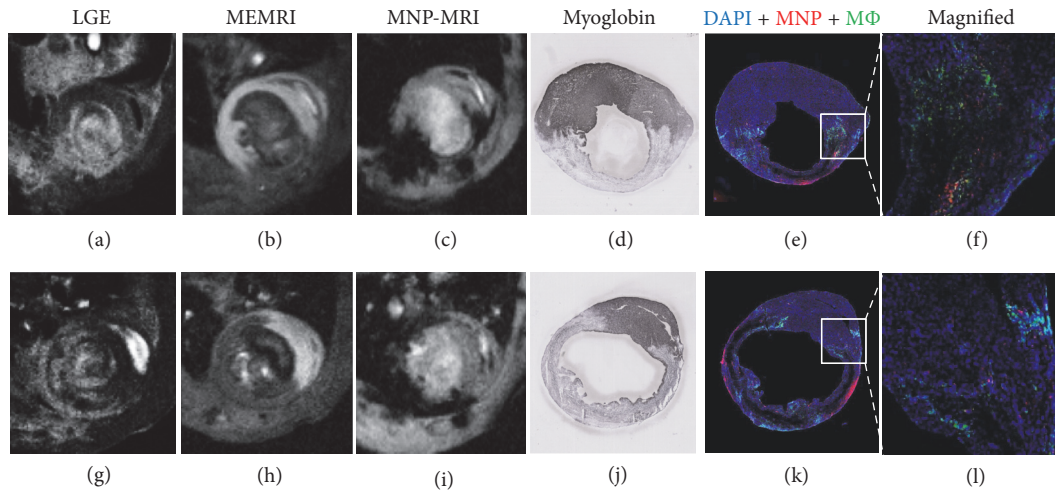 LGE MEMRI MNP-MRI Myoglobin DAPI + MNP + MΦ Magnified
(a) (b) (c) (d) (e) (f)
(g) (h) (i) (j) (k) (l)